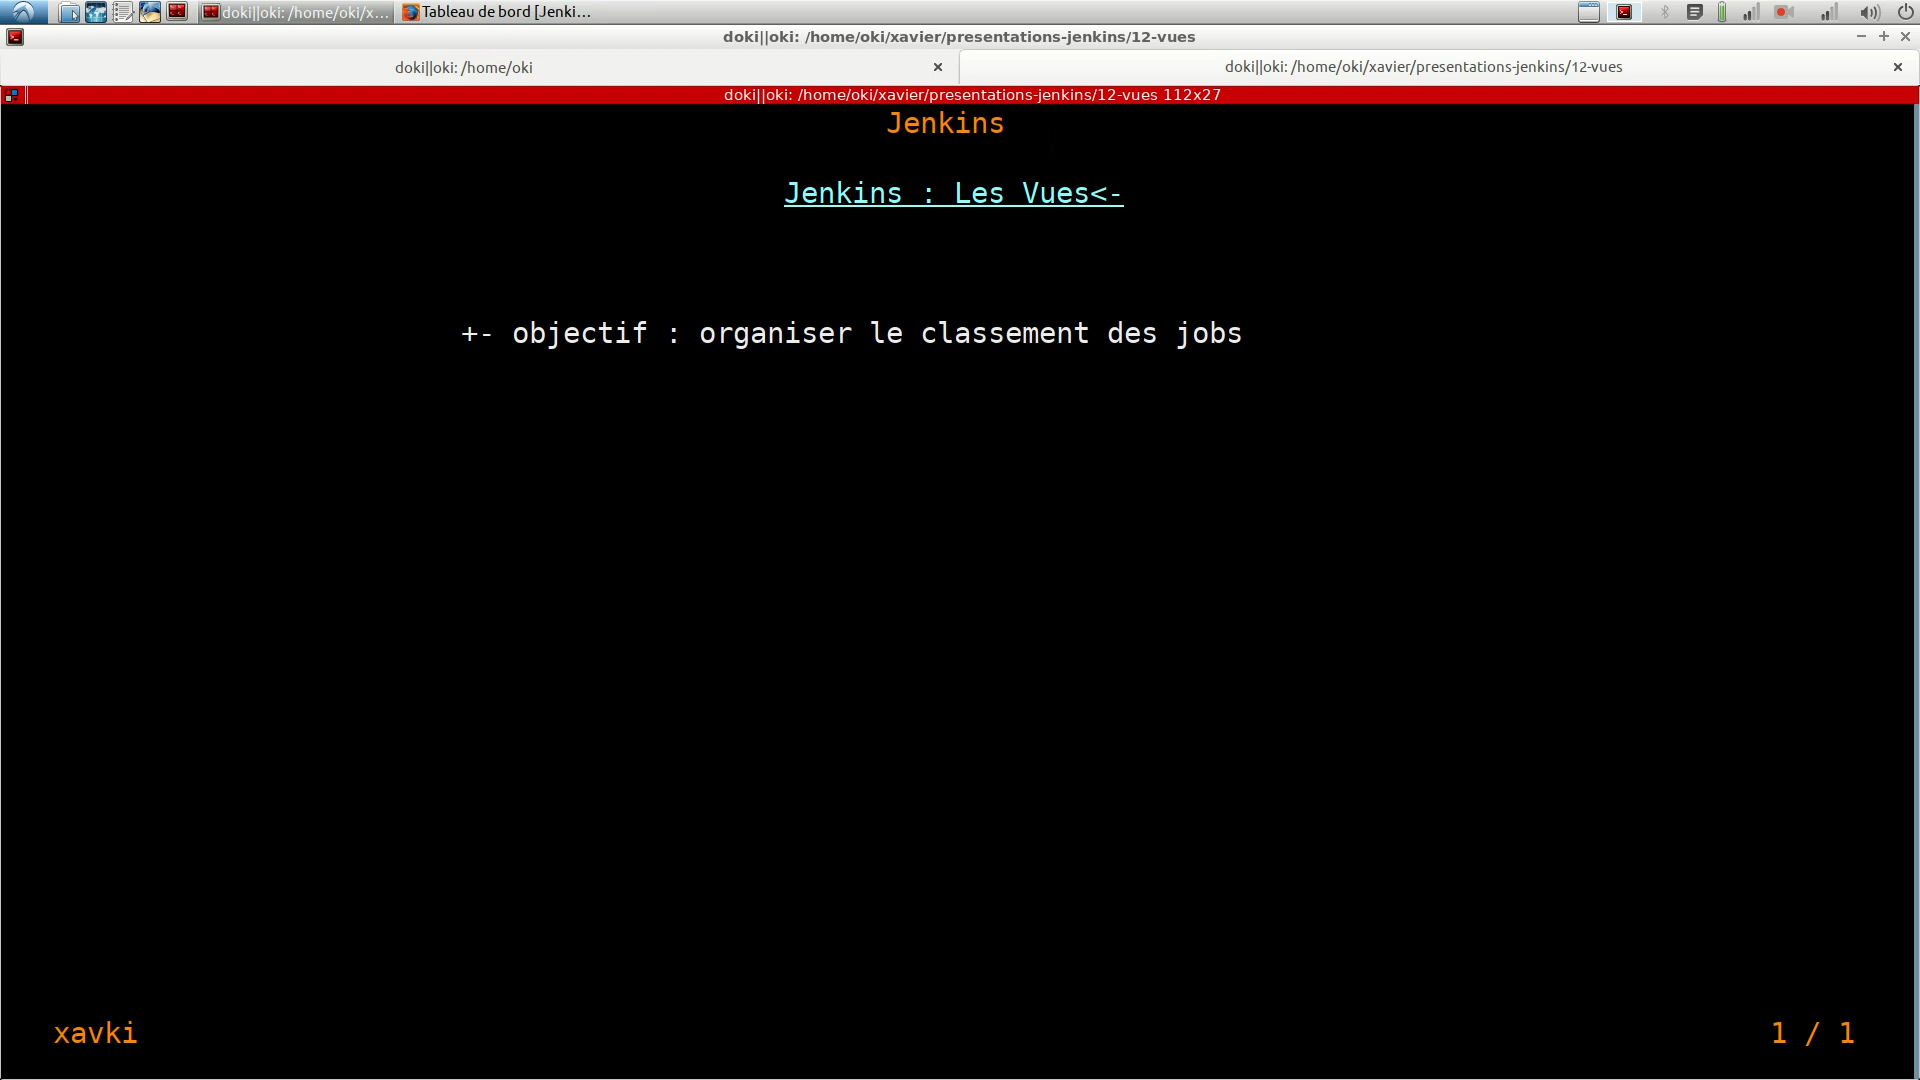 doki||oki: /home/oki/x... Tableau de bord [Jenki...
doki||oki: /home/oki/xavier/presentations-jenkins/12-vues
doki||oki: /home/oki
doki||oki: /home/oki/xavier/presentations-jenkins/12-vues
doki||oki: /home/oki/xavier/presentations-jenkins/12-vues 112x27
Jenkins
Jenkins : Les Vues<-
+- objectif : organiser le classement des jobs
xavki
1 / 1